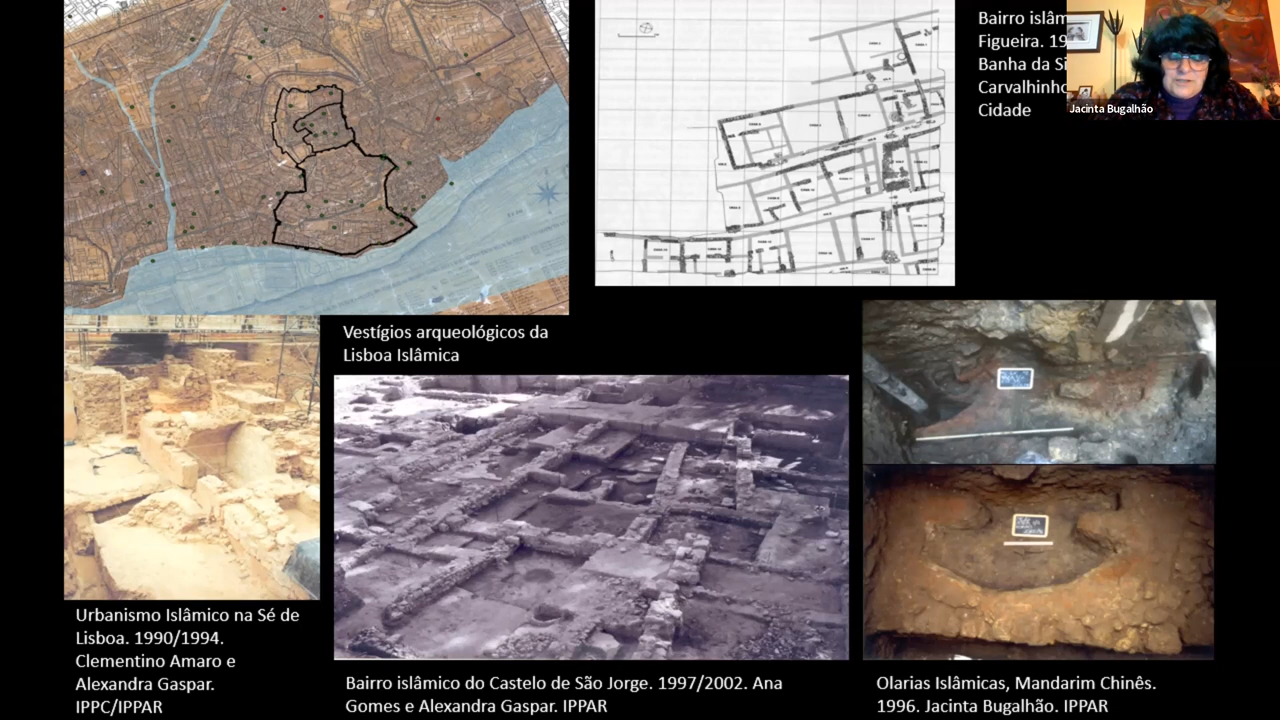 Bairro islâm
Figueira. 19
Banha da Si
Carvalhinho
Cidade
Jacinta Bugalhão
Vestígios arqueológicos da
Lisboa Islâmica
Urbanismo Islâmico na Sé de
Lisboa. 1990/1994.
Clementino Amaro e
Alexandra Gaspar.
IPPC/IPPAR
Bairro islâmico do Castelo de São Jorge. 1997/2002. Ana
Gomes e Alexandra Gaspar. IPPAR
Olarias Islâmicas, Mandarim Chinês.
1996. Jacinta Bugalhão. IPPAR